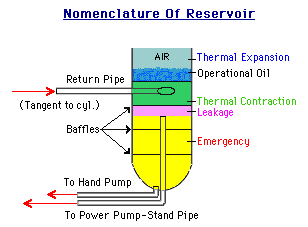 Nomenclature Of Reservoir
AIR
Thermal Expansion
Operational Oil
Return Pipe
(Tangent to cyl.)
Thermal Contraction
Leakage
Baffles
Emergency
To Hand Pump
To Power Pump-Stand Pipe